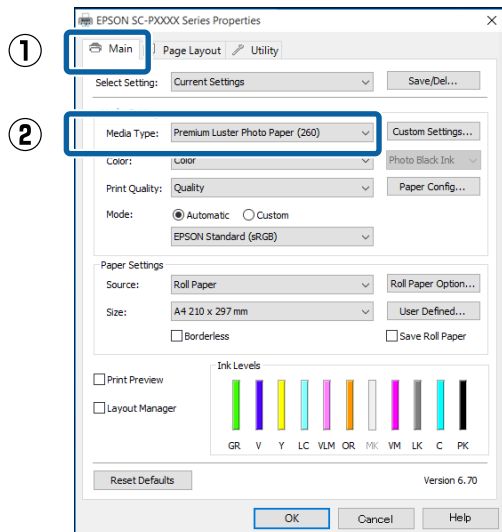 EPSON SC-PXXXX Series Properties
①
Main Page Layout Utility
Select Setting: Current Settings Save/Del...
②
Media Type: Premium Luster Photo Paper (260) Custom Settings...
Color: Color Photo Black Ink
Print Quality: Quality Paper Config...
Mode: Automatic Custom
EPSON Standard (sRGB)
Paper Settings
Source: Roll Paper Roll Paper Option...
Size: A4 210 x 297 mm User Defined...
Borderless Save Roll Paper
Ink Levels
Print Preview
Layout Manager
GR V Y LC VLM OR MK VM LK C PK
Reset Defaults Version 6.70
OK Cancel Help